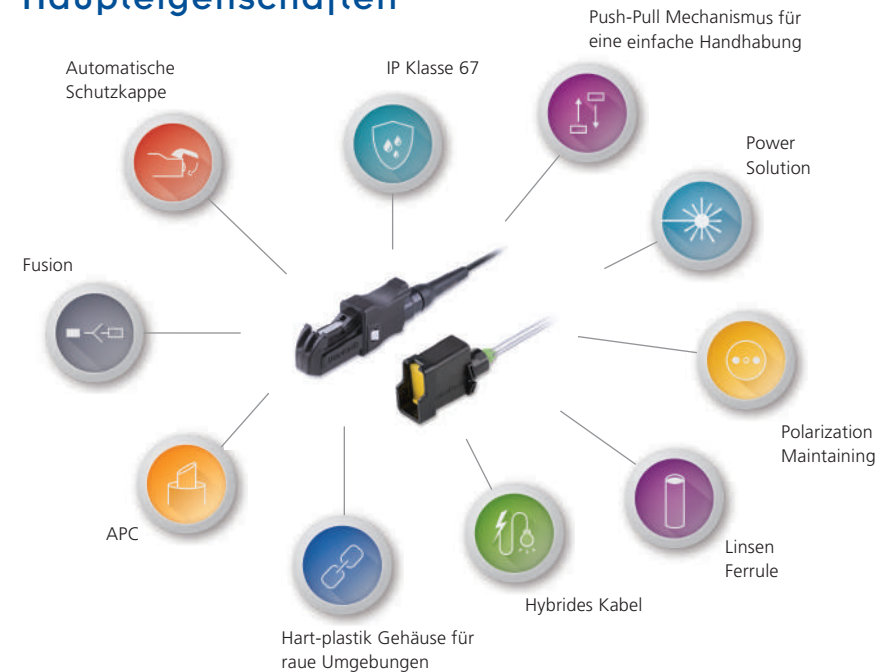 Haupteigenschaften
Push-Pull Mechanismus für
eine einfache Handhabung
Automatische
Schutzkappe
IP Klasse 67
Power
Solution
Fusion
Polarization
Maintaining
APC
Linsen
Ferrule
Hybrides Kabel
Hart-plastik Gehäuse für
raue Umgebungen